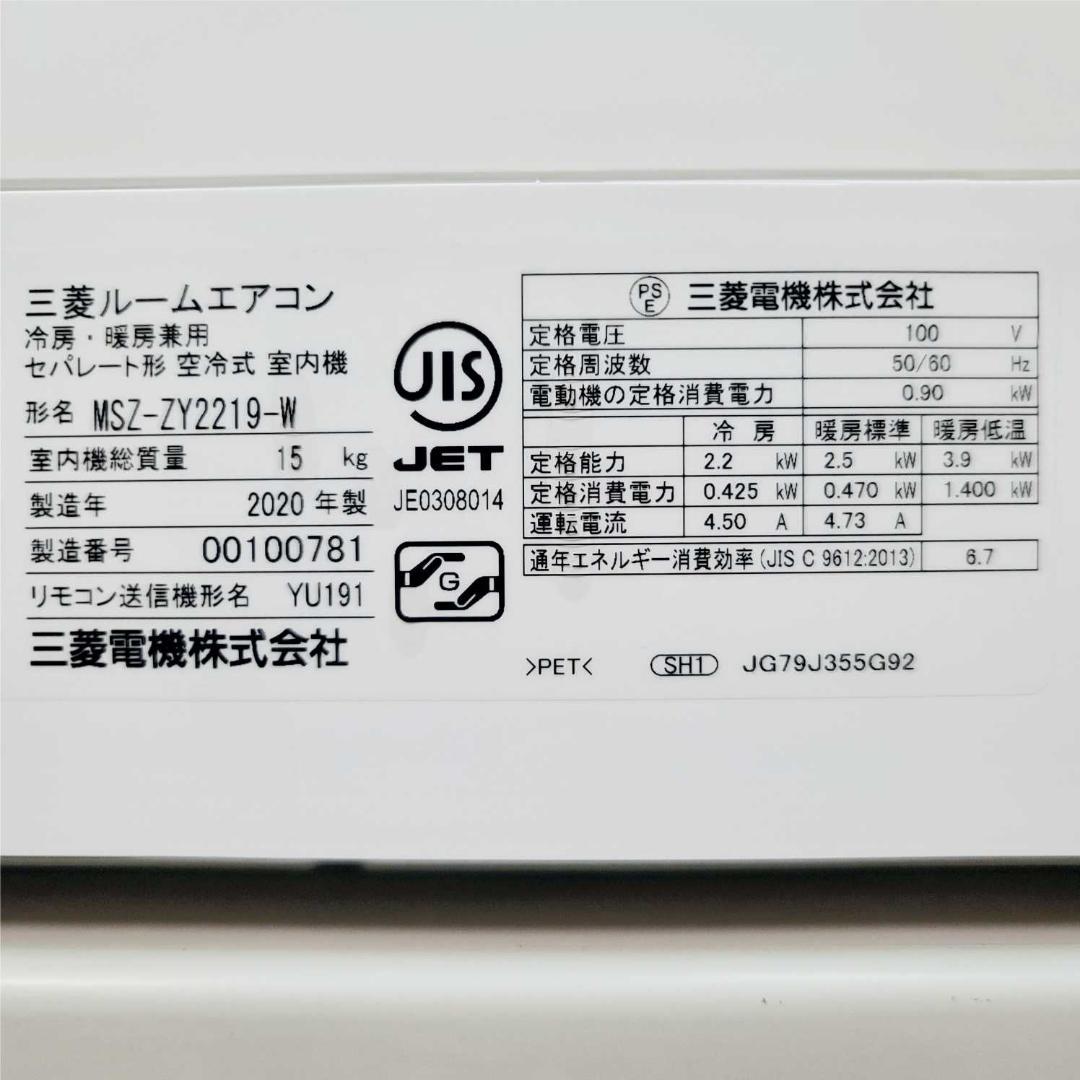 三菱ルームエアコン
冷房・暖房兼用
セパレート形 空冷式 室内機
形名 MSZ-ZY2219-W
室内機総質量 15 kg
製造年 2020 年製
製造番号 00100781
リモコン送信機形名 YU191
三菱電機株式会社
JIS
JET
JE0308014
G
PSE 三菱電機株式会社
定格電圧 100 V
定格周波数 50/60 Hz
電動機の定格消費電力 0.90 kW
冷房 暖房標準 暖房低温
定格能力 2.2 kW 2.5 kW 3.9 kW
定格消費電力 0.425 kW 0.470 kW 1.400 kW
運転電流 4.50 A 4.73 A
通年エネルギー消費効率(JIS C 9612:2013) 6.7
>PET< SH1 JG79J355G92